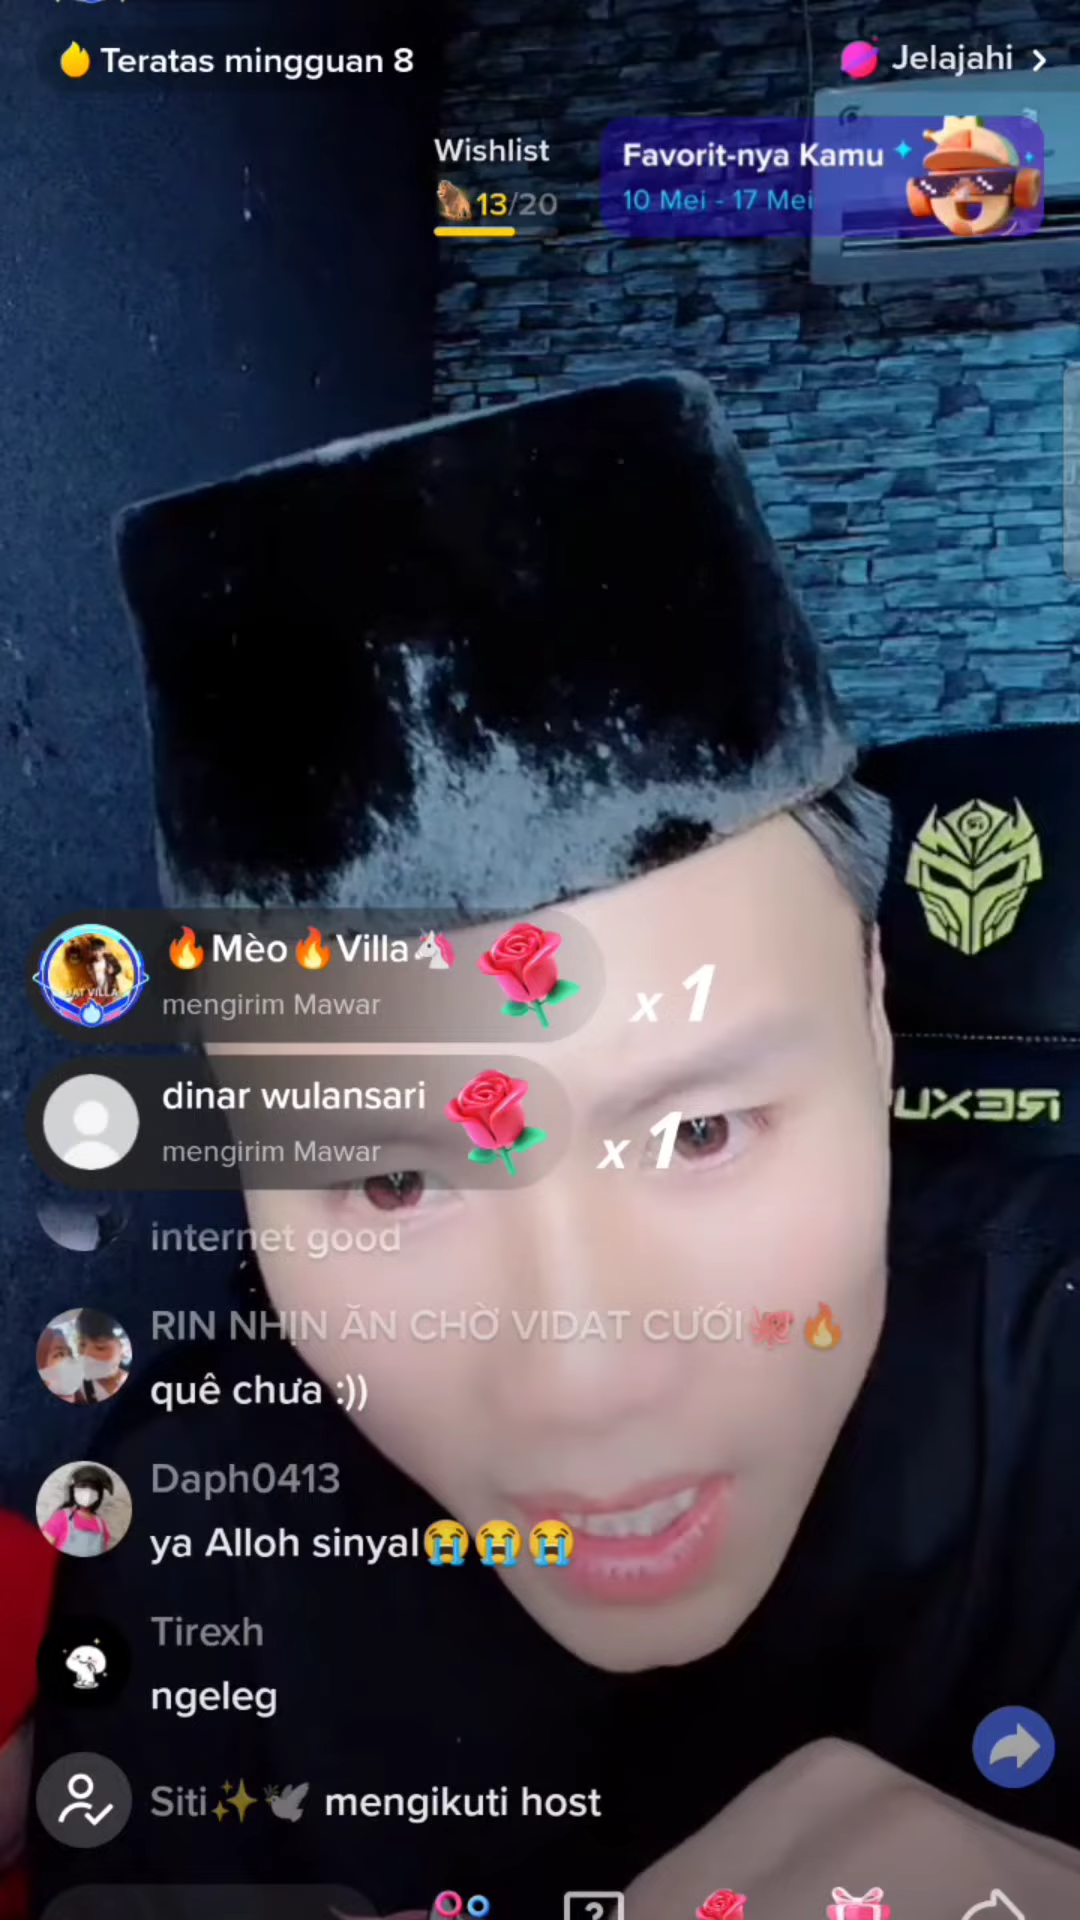 Teratas mingguan 8
Jelajahi
Wishlist
13/20
Favorit-nya Kamu
10 Mei - 17 Mei
🔥Mèo🔥Villa🦄
mengirim Mawar
x 1
dinar wulansari
mengirim Mawar
x 1
internet good
RIN NHỊN ĂN CHỜ VIDAT CƯỚI🐙🔥
quê chưa :))
Daph0413
ya Alloh sinyal😭😭😭
Tirexh
ngeleg
Siti✨🕊 mengikuti host
REXU